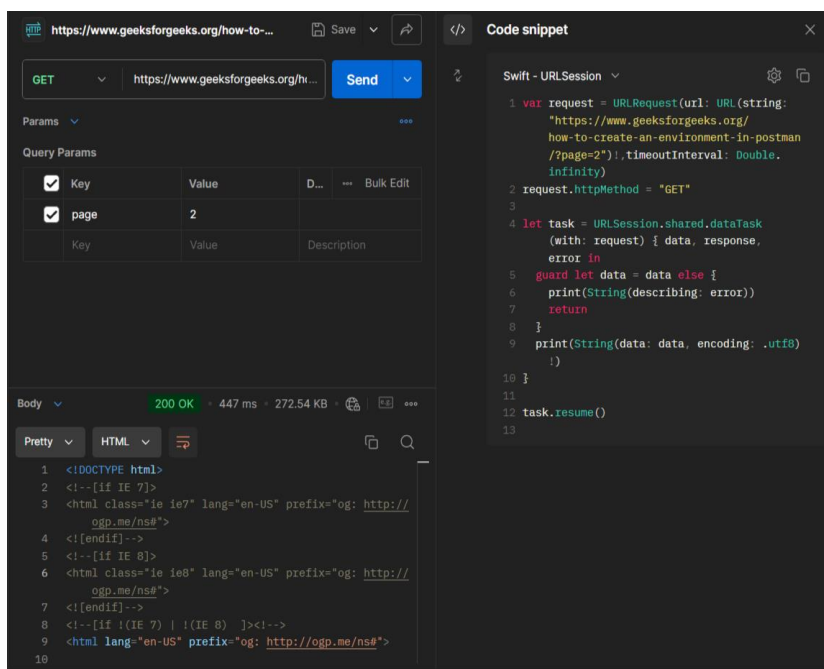 HTTP https://www.geeksforgeeks.org/how-to-... Save
GET https://www.geeksforgeeks.org/h... Send
Params
Query Params
Key Value D... Bulk Edit
page 2
Key Value Description
Body 200 OK 447 ms 272.54 KB
Pretty HTML
1 <!DOCTYPE html>
2 <!--[if IE 7]>
3 <html class="ie ie7" lang="en-US" prefix="og: http://
ogp.me/ns#">
4 <![endif]-->
5 <!--[if IE 8]>
6 <html class="ie ie8" lang="en-US" prefix="og: http://
ogp.me/ns#">
7 <![endif]-->
8 <!--[if !(IE 7) | !(IE 8) ]><!-->
9 <html lang="en-US" prefix="og: http://ogp.me/ns#">
10
</> Code snippet
Swift - URLSession
1 var request = URLRequest(url: URL(string:
"https://www.geeksforgeeks.org/
how-to-create-an-environment-in-postman
/?page=2")!,timeoutInterval: Double.
infinity)
2 request.httpMethod = "GET"
3
4 let task = URLSession.shared.dataTask
(with: request) { data, response,
error in
5 guard let data = data else {
6 print(String(describing: error))
7 return
8 }
9 print(String(data: data, encoding: .utf8)
!)
10 }
11
12 task.resume()
13